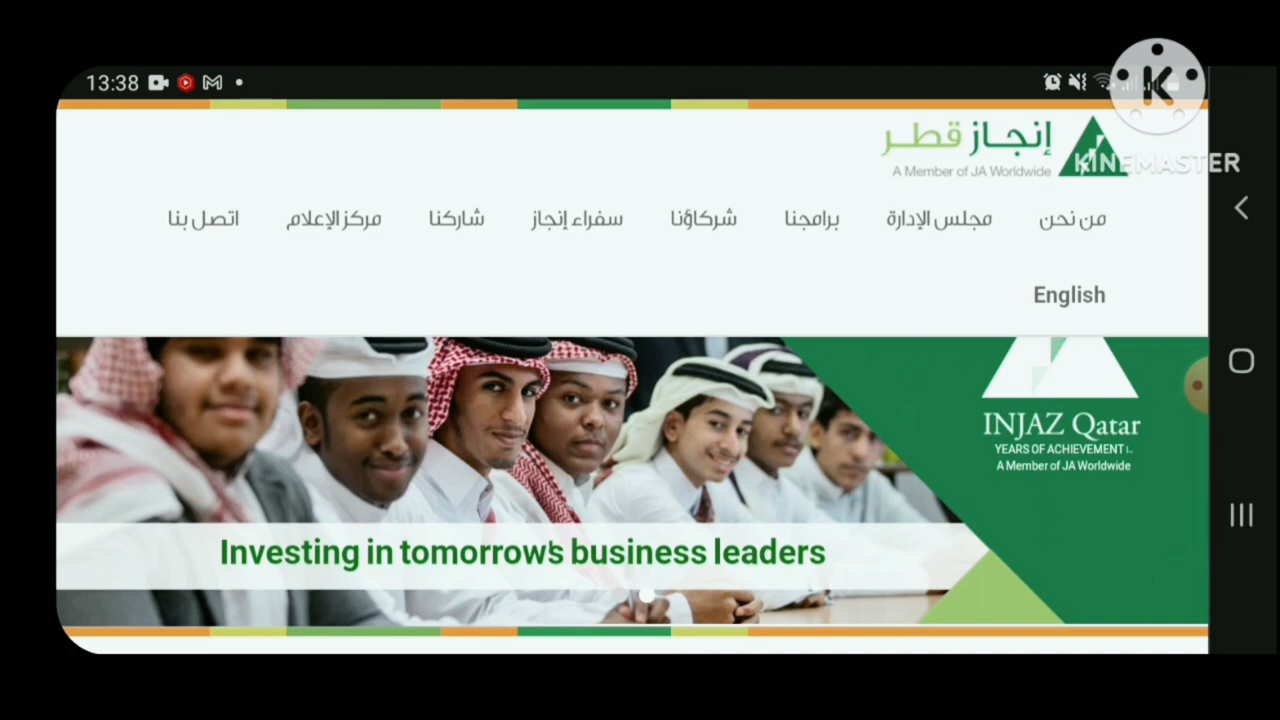 13:38
إنجاز قطر
A Member of JA Worldwide
KINEMASTER
من نحن
مجلس الإدارة
برامجنا
شركاؤنا
سفراء إنجاز
شاركنا
مركز الإعلام
اتصل بنا
English
INJAZ Qatar
YEARS OF ACHIEVEMENT
A Member of JA Worldwide
Investing in tomorrow's business leaders